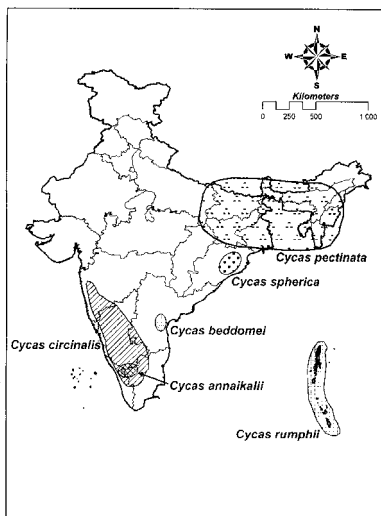 N
W E
S
Kilometers
0 250 500 1 000
Cycas pectinata
Cycas spherica
Cycas beddomei
Cycas circinalis
Cycas annaikalii
Cycas rumphii